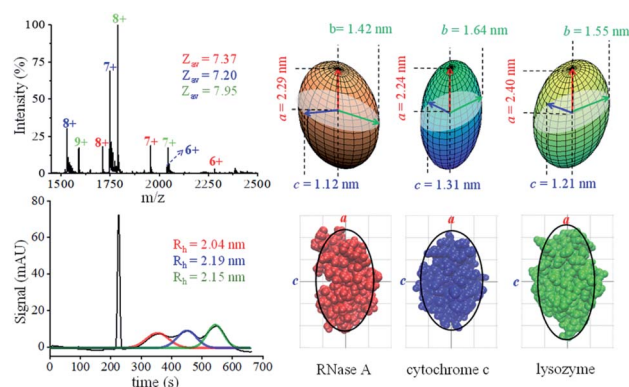 8+
b=1.42 nm
b=1.64 nm
b=1.55 nm
100
Z_av = 7.37
Z_av = 7.20
Z_av = 7.95
7+
75
50
8+
25
9+
8+
7+
7+
6+
6+
0
Intensity (%)
1500 1750 2000 2250 2500
m/z
a = 2.29 nm
a = 2.24 nm
a = 2.40 nm
c=1.12 nm
c=1.31 nm
c=1.21 nm
80
60
40
20
0
Signal (mAU)
R_h = 2.04 nm
R_h = 2.19 nm
R_h = 2.15 nm
0 100 200 300 400 500 600 700
time (s)
a
a
a
c
c
c
RNase A
cytochrome c
lysozyme